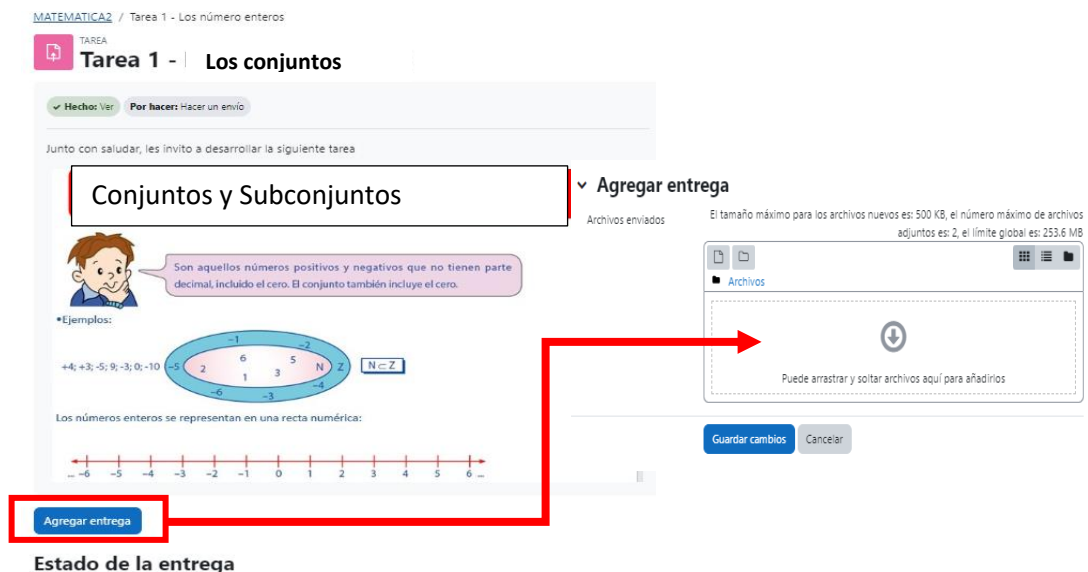 MATEMATICA2 / Tarea 1 - Los número enteros
TAREA
Tarea 1 - Los conjuntos
Hecho: Ver Por hacer: Hacer un envío
Junto con saludar, les invito a desarrollar la siguiente tarea
Conjuntos y Subconjuntos
Son aquellos números positivos y negativos que no tienen parte
decimal, incluido el cero. El conjunto también incluye el cero.
•Ejemplos:
+4; +3; -5; 9; -3; 0; -10
-1
-2
-5 2 6 5 N Z
1 3
-6 -3 -4
N ⊂ Z
Los números enteros se representan en una recta numérica:
... -6 -5 -4 -3 -2 -1 0 1 2 3 4 5 6 ...
Agregar entrega
Estado de la entrega
Agregar entrega
Archivos enviados
El tamaño máximo para los archivos nuevos es: 500 KB, el número máximo de archivos
adjuntos es: 2, el límite global es: 253.6 MB
Archivos
Puede arrastrar y soltar archivos aquí para añadirlos
Guardar cambios Cancelar